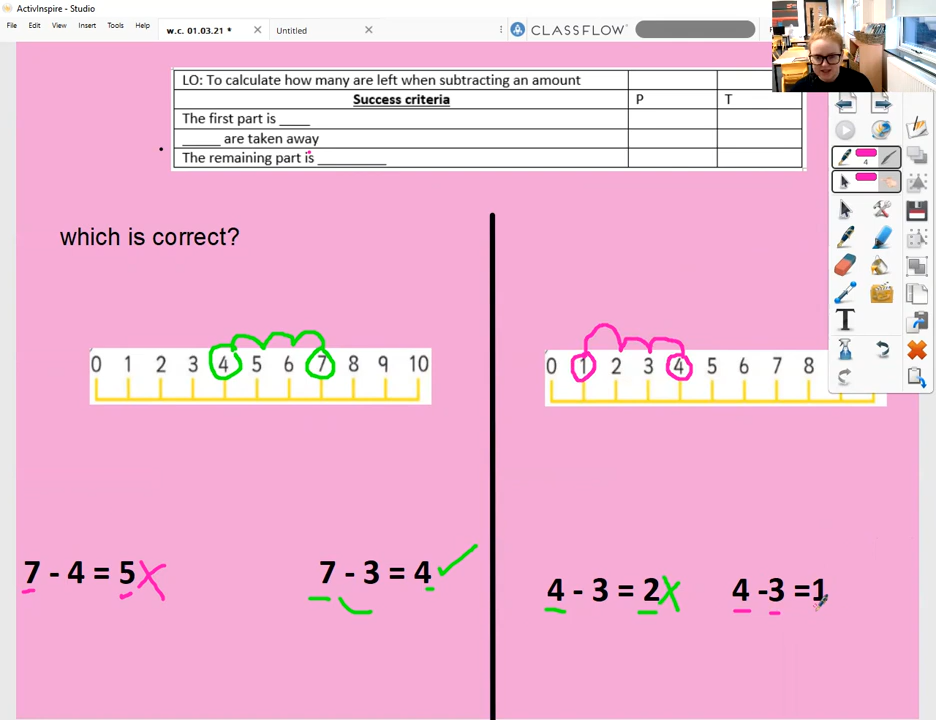 ActivInspire - Studio
File Edit View Insert Tools Help
w.c. 01.03.21 * Untitled CLASSFLOW
LO: To calculate how many are left when subtracting an amount
Success criteria P T
The first part is ____
_____ are taken away
The remaining part is _________
4
which is correct?
0 1 2 3 4 5 6 7 8 9 10
0 1 2 3 4 5 6 7 8
T
7 - 4 = 5 X
7 - 3 = 4 ✓
4 - 3 = 2 X
4 -3 =1